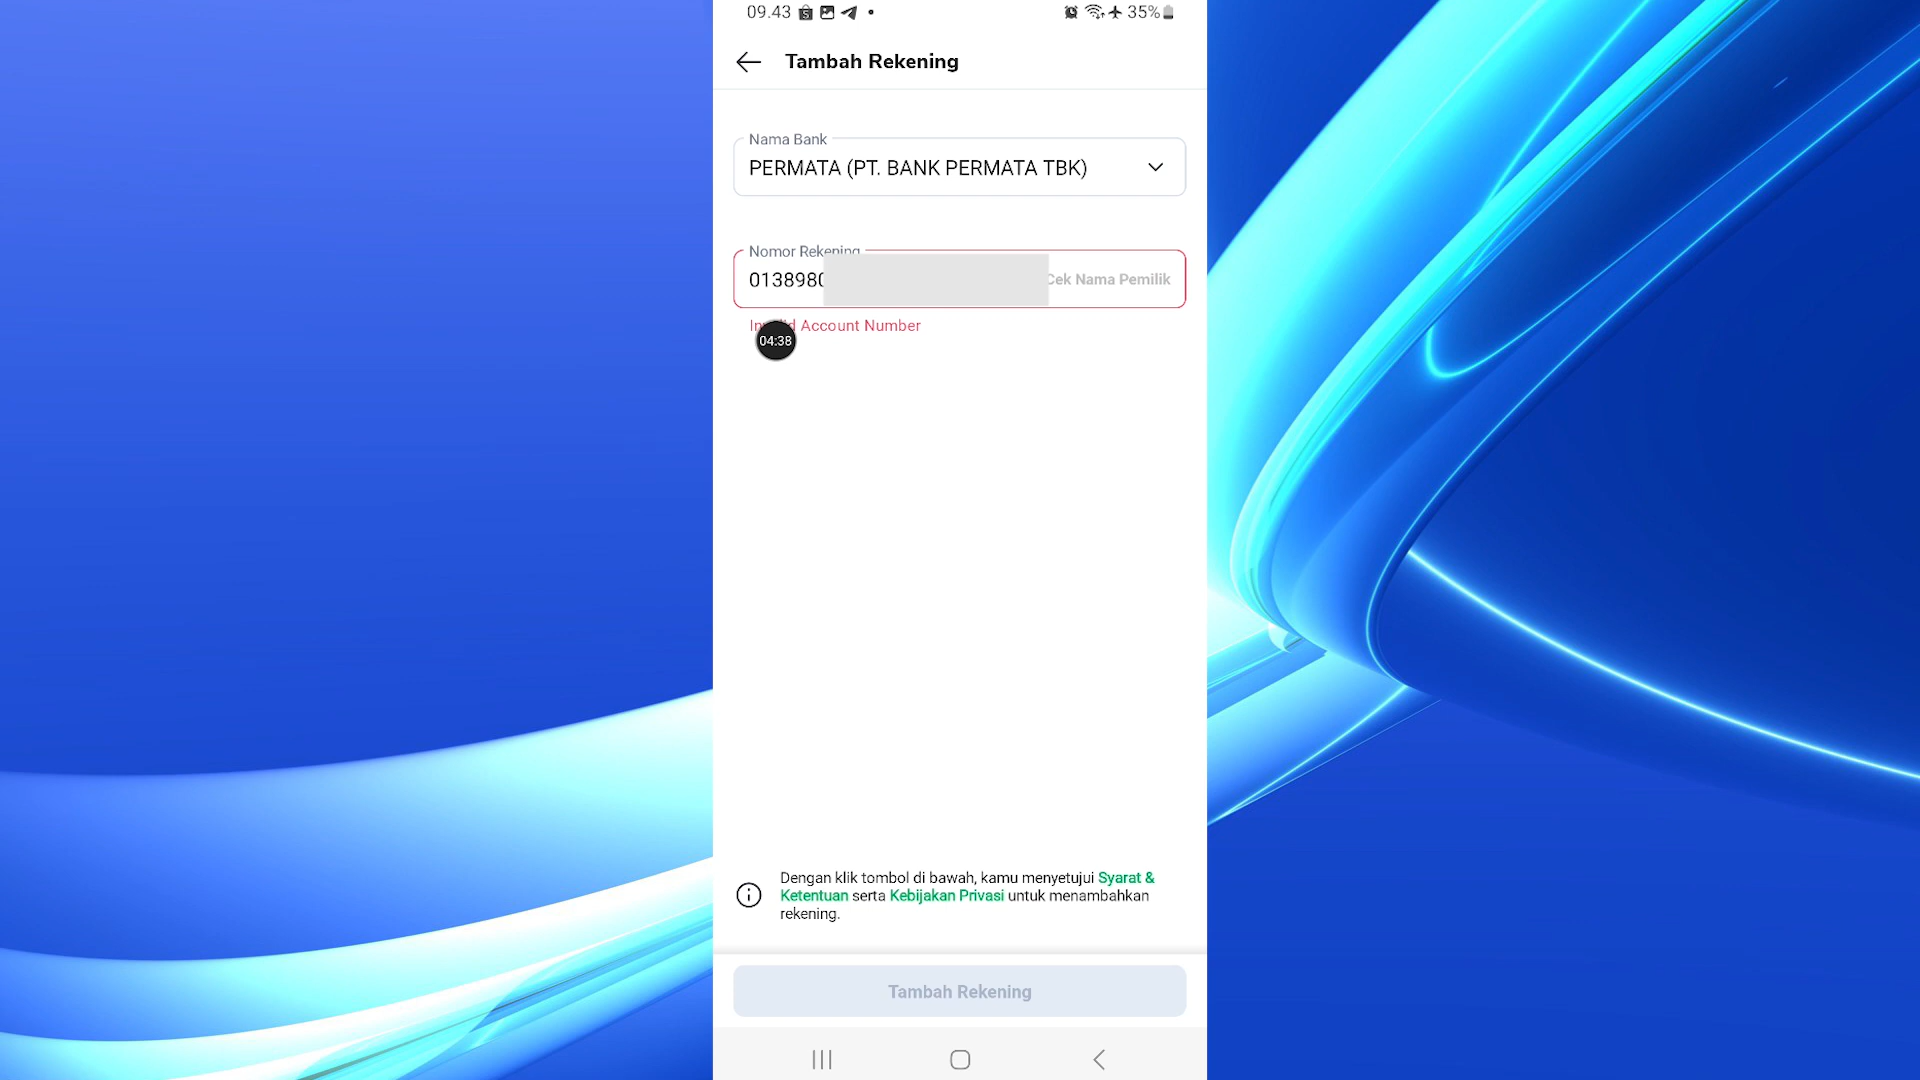 09.43 35%
Tambah Rekening
Nama Bank
PERMATA (PT. BANK PERMATA TBK)
Nomor Rekening
0138980
Cek Nama Pemilik
Account Number
04:38
Dengan klik tombol di bawah, kamu menyetujui Syarat &
Ketentuan serta Kebijakan Privasi untuk menambahkan
rekening.
Tambah Rekening